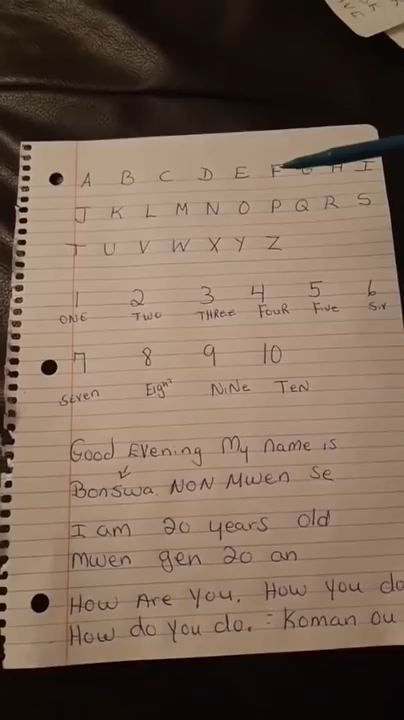 A B C D E F G H I
J K L M N O P Q R S
T U V W X Y Z
1 2 3 4 5 6
ONE TWO THREE FOUR FIVE Six
7 8 9 10
Seven Eight NiNe TeN
Good Evening My name is
Bonswa. NON Mwen Se
I am 20 years old
Mwen gen 20 an
How Are You. How you do
How do you do. = Koman ou